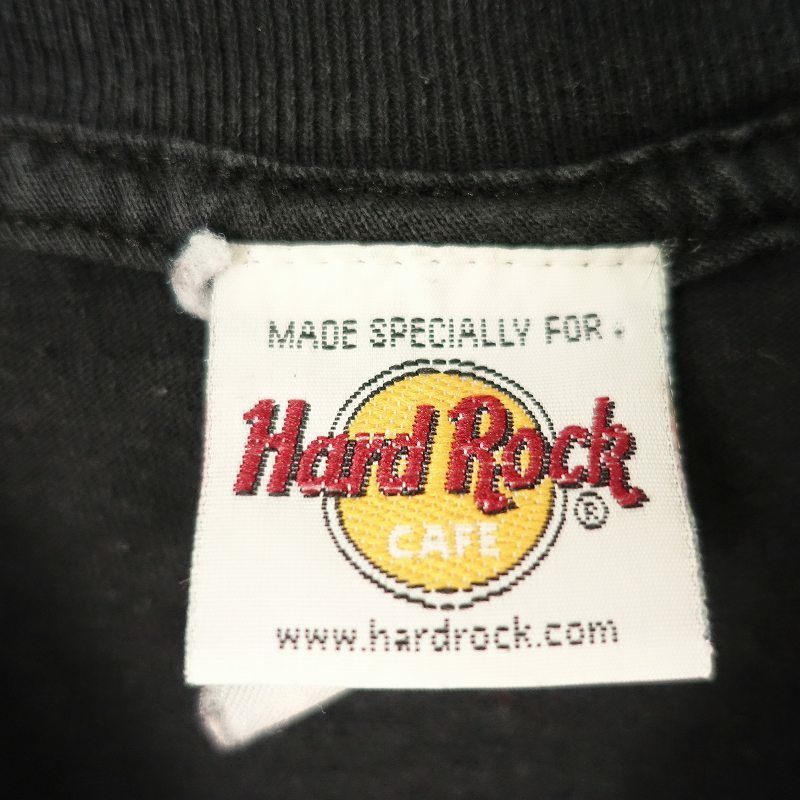 MADE SPECIALLY FOR
Hard Rock
®
CAFE
www.hardrock.com